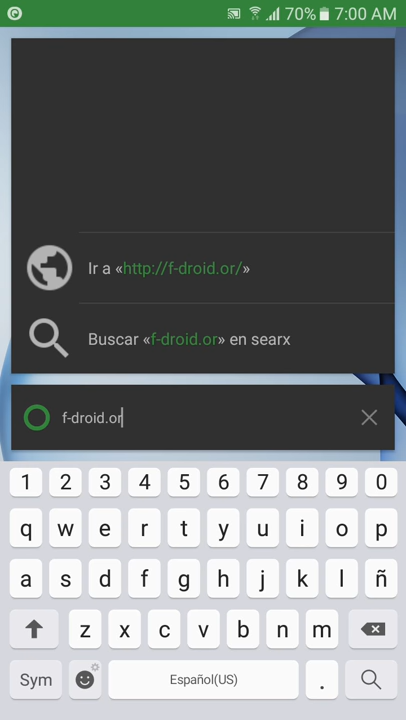 70% 7:00 AM
Ir a «http://f-droid.or/»
Buscar «f-droid.or» en searx
f-droid.or
1 2 3 4 5 6 7 8 9 0
q w e r t y u i o p
a s d f g h j k l ñ
z x c v b n m
Sym Español(US) .